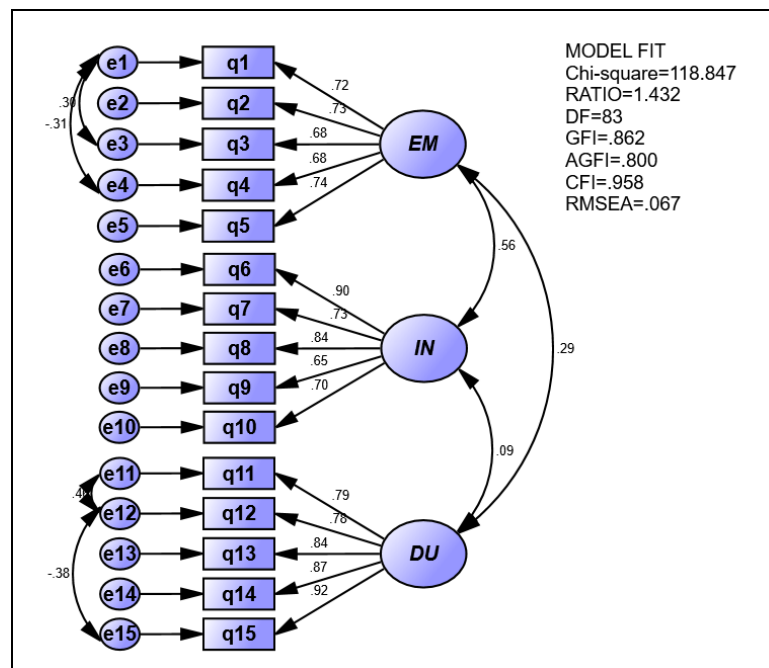 MODEL FIT
Chi-square=118.847
RATIO=1.432
DF=83
GFI=.862
AGFI=.800
CFI=.958
RMSEA=.067
e1 q1
.72
e2 q2
.30
.73
-.31
e3 q3
.68
EM
e4 q4
.68
.74
e5 q5
.56
e6 q6
.90
e7 q7
.73
e8 q8
.84
IN
.29
e9 q9
.65
.70
e10 q10
.09
e11 q11
.79
e12 q12
.78
e13 q13
.84
DU
-.38
e14 q14
.87
.92
e15 q15